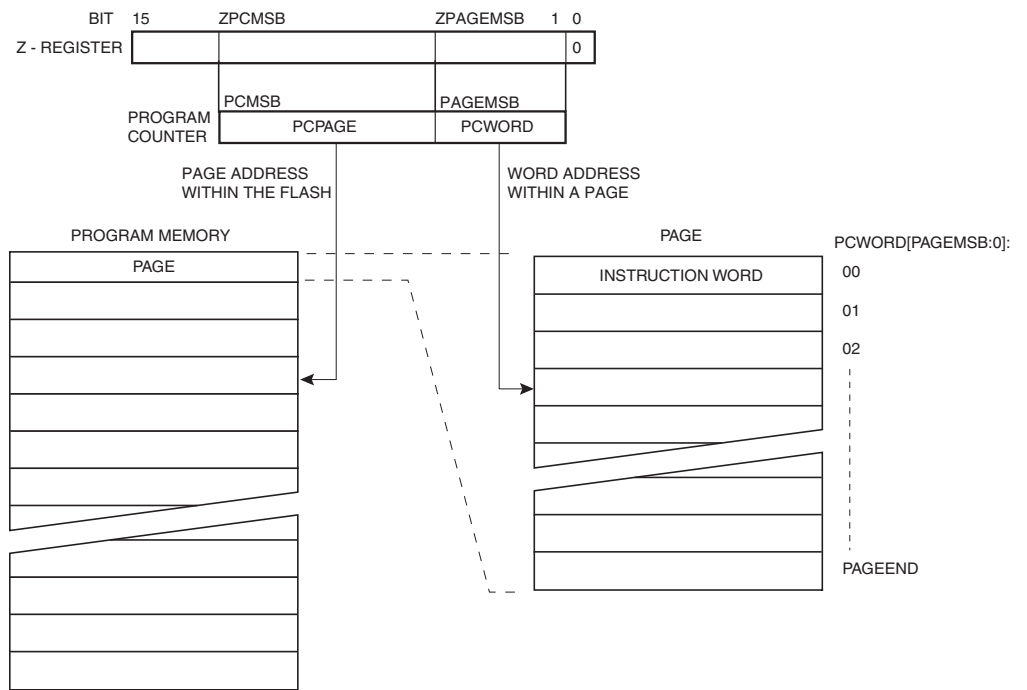 BIT 15 ZPCMSB ZPAGEMSB 1 0
Z - REGISTER 0
PCMSB PAGEMSB
PROGRAM
COUNTER
PCPAGE PCWORD
PAGE ADDRESS
WITHIN THE FLASH
WORD ADDRESS
WITHIN A PAGE
PROGRAM MEMORY
PAGE
PAGE
PCWORD[PAGEMSB:0]:
INSTRUCTION WORD 00
01
02
PAGEEND